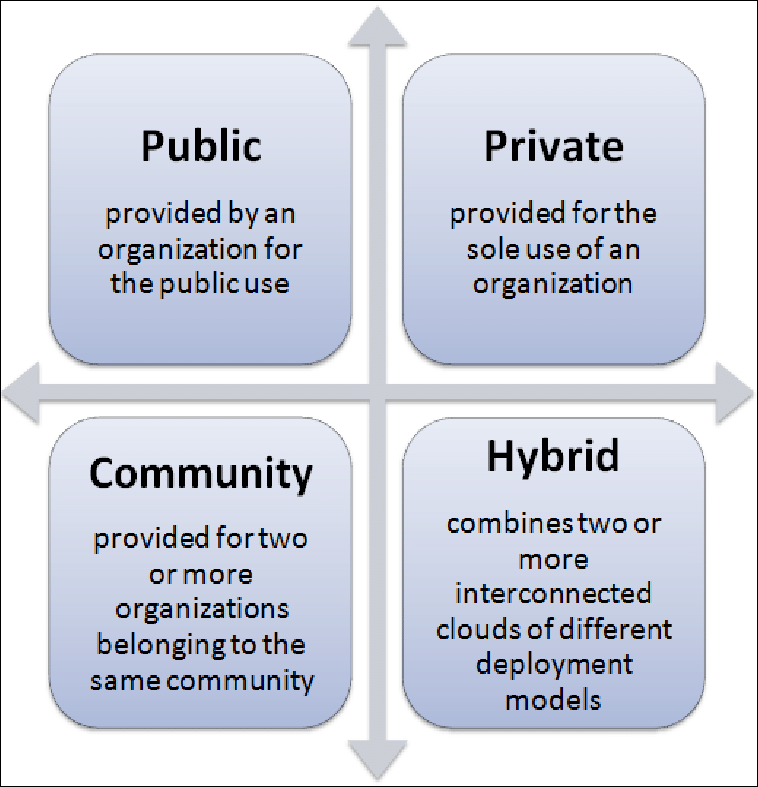 Public
provided by an
organization for
the public use
Private
provided for the
sole use of an
organization
Community
provided for two
or more
organizations
belonging to the
same community
Hybrid
combines two or
more
interconnected
clouds of different
deployment
models